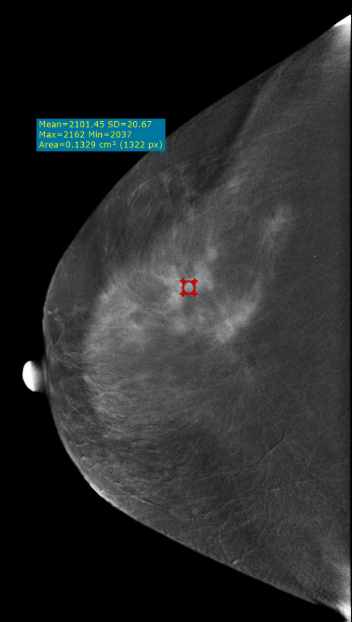 Mean=2101.45 SD=20.67
Max=2162 Min=2037
Area=0.1329 cm² (1322 px)